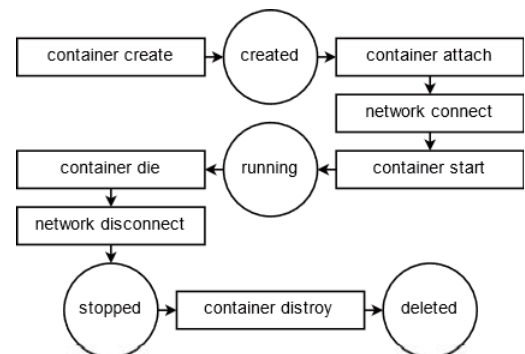 container create
created
container attach
network connect
container start
running
container die
network disconnect
stopped
container distroy
deleted